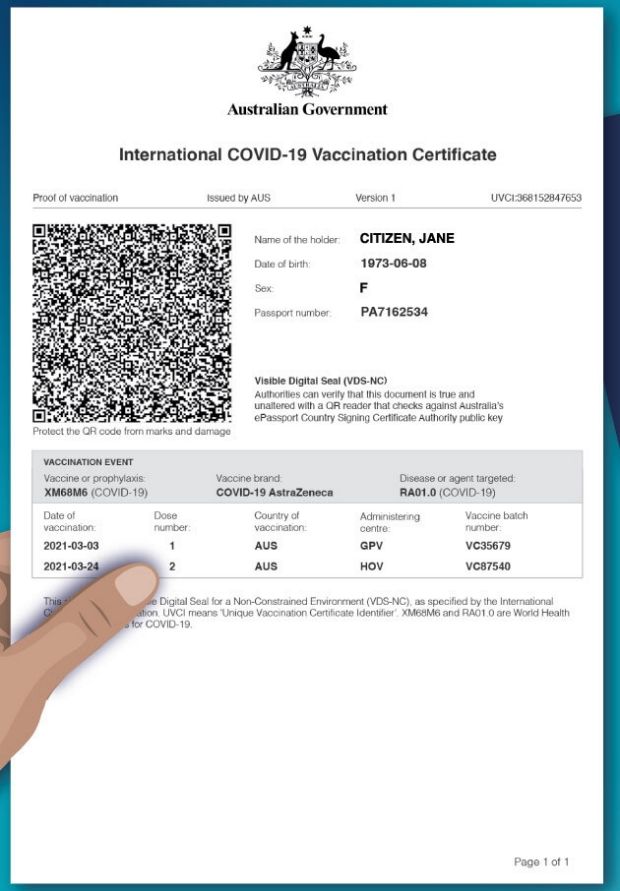 AUSTRALIA
Australian Government
International COVID-19 Vaccination Certificate
Proof of vaccination Issued by AUS Version 1 UVCI:368152847653
Name of the holder: CITIZEN, JANE
Date of birth: 1973-06-08
Sex: F
Passport number: PA7162534
Visible Digital Seal (VDS-NC)
Authorities can verify that this document is true and
unaltered with a QR reader that checks against Australia's
ePassport Country Signing Certificate Authority public key
Protect the QR code from marks and damage
VACCINATION EVENT
Vaccine or prophylaxis: Vaccine brand: Disease or agent targeted:
XM68M6 (COVID-19) COVID-19 AstraZeneca RA01.0 (COVID-19)
Date of Dose Country of Administering Vaccine batch
vaccination: number: vaccination: centre: number:
2021-03-03 1 AUS GPV VC35679
2021-03-24 2 AUS HOV VC87540
This Digital Seal for a Non-Constrained Environment (VDS-NC), as specified by the International
UVCI means 'Unique Vaccination Certificate Identifier'. XM68M6 and RA01.0 are World Health
for COVID-19.
Page 1 of 1